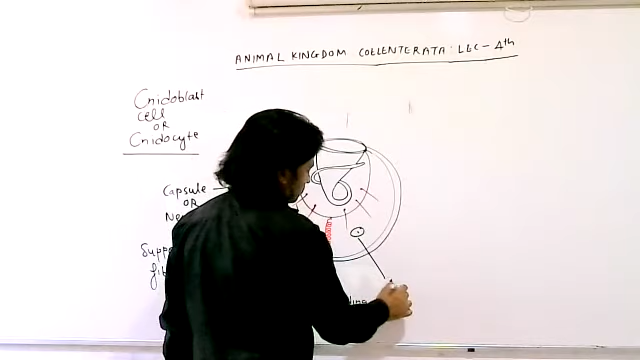 ANIMAL KINGDOM COELENTERATA: LEC-4th
Cnidoblast
cell
OR
Cnidocyte
Capsule
OR